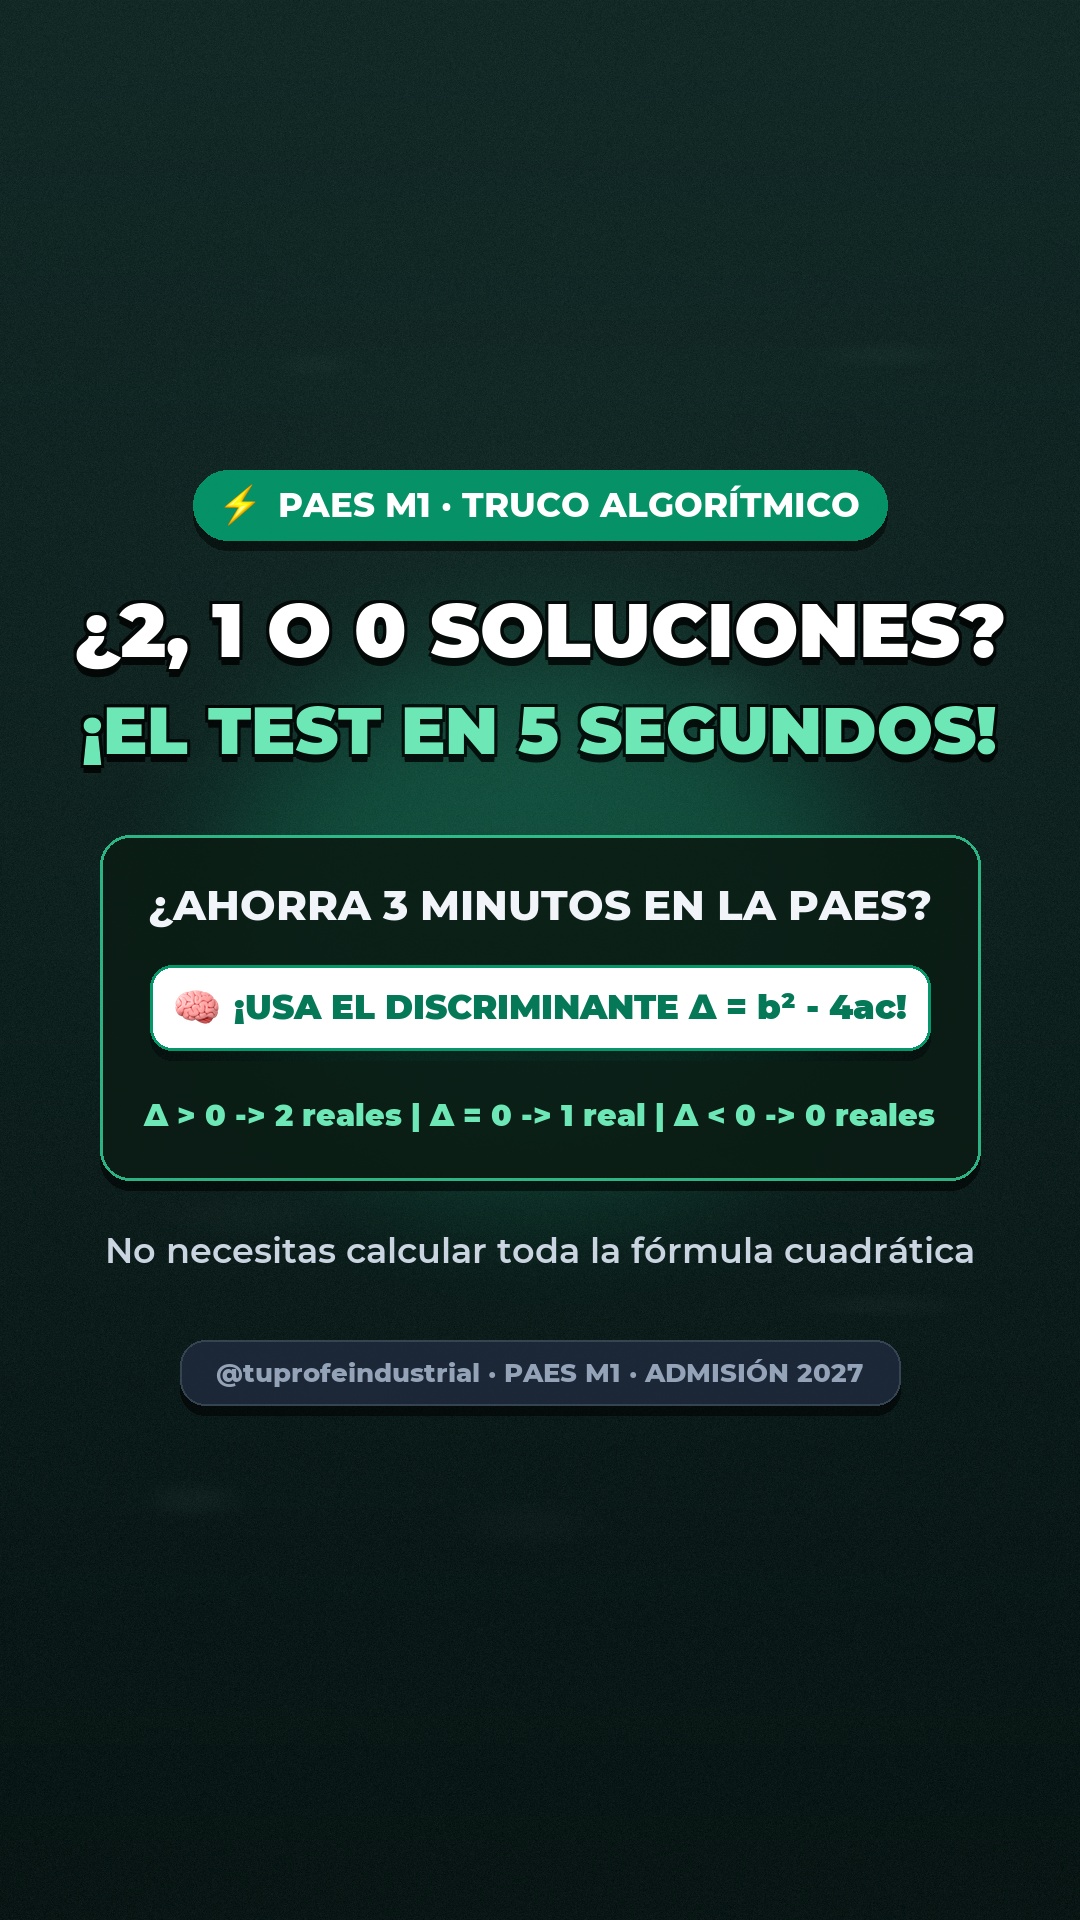 ⚡ PAES M1 · TRUCO ALGORÍTMICO
¿2, 1 O 0 SOLUCIONES?
¡EL TEST EN 5 SEGUNDOS!
¿AHORRA 3 MINUTOS EN LA PAES?
🧠 ¡USA EL DISCRIMINANTE Δ = b² - 4ac!
Δ > 0 -> 2 reales | Δ = 0 -> 1 real | Δ < 0 -> 0 reales
No necesitas calcular toda la fórmula cuadrática
@tuprofeindustrial · PAES M1 · ADMISIÓN 2027